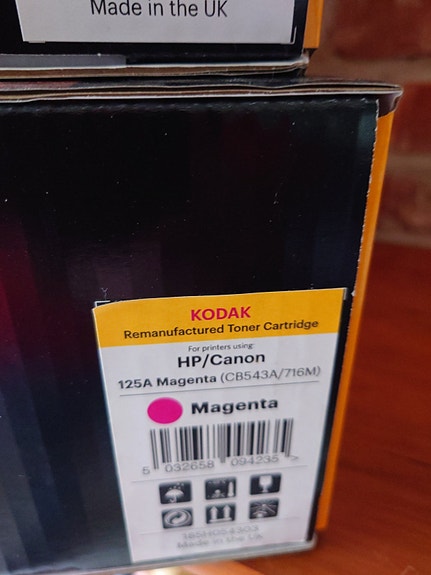 Made in the UK
KODAK
Remanufactured Toner Cartridge
For printers using:
HP/Canon
125A Magenta (CB543A/716M)
Magenta
5 032658 094235 >
Made in the UK